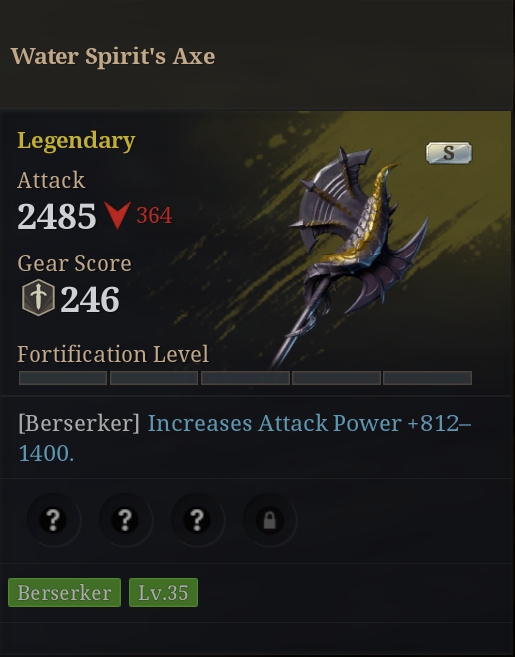 Water Spirit's Axe
Legendary
S
Attack
2485 364
Gear Score
246
Fortification Level
[Berserker] Increases Attack Power +812–
1400.
? ? ?
Berserker Lv.35